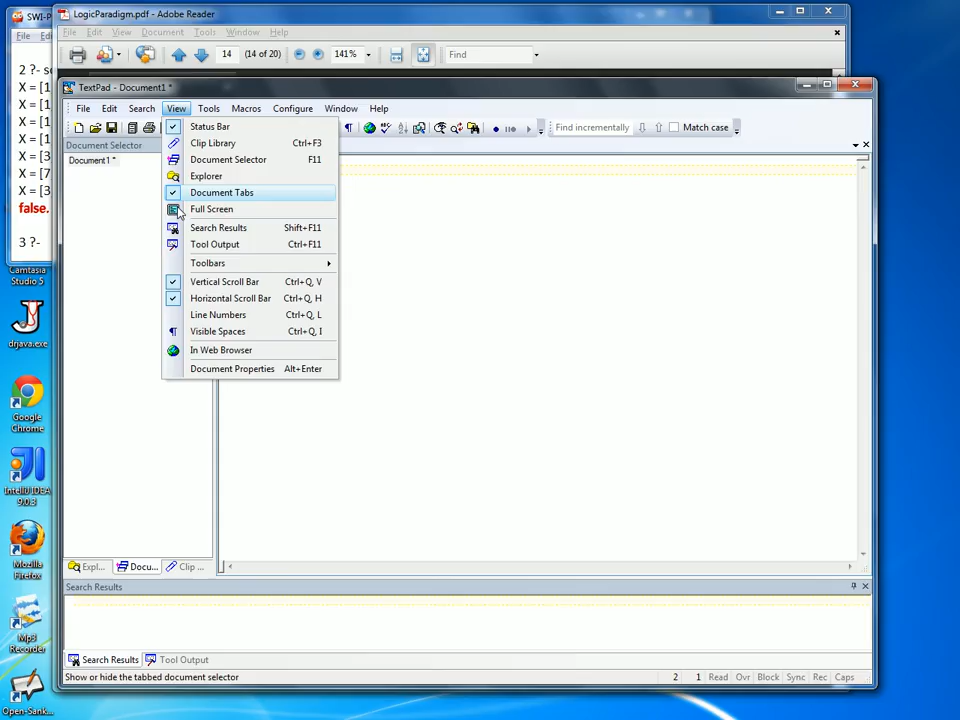 SWI-P
LogicParadigm.pdf - Adobe Reader
File Ed
File Edit View Document Tools Window Help
14 (14 of 20) 141% Find
2 ?- so
X = [1
X = [1
X = [1
X = [1
X = [3
X = [7
X = [3
false.
3 ?-
TextPad - Document1 *
File Edit Search View Tools Macros Configure Window Help
Find incrementally Match case
Document Selector
Document1 *
Status Bar
Clip Library Ctrl+F3
Document Selector F11
Explorer
Document Tabs
Full Screen
Search Results Shift+F11
Tool Output Ctrl+F11
Toolbars
Vertical Scroll Bar Ctrl+Q, V
Horizontal Scroll Bar Ctrl+Q, H
Line Numbers Ctrl+Q, L
Visible Spaces Ctrl+Q, I
In Web Browser
Document Properties Alt+Enter
Expl... Docu... Clip ...
Search Results
Search Results Tool Output
Show or hide the tabbed document selector 2 1 Read Ovr Block Sync Rec Caps
Camtasia
Studio 5
drjava.exe
Google
Chrome
IntelliJ IDEA
9.0.3
Mozilla
Firefox
Mp3
Recorder
Open-Sank...